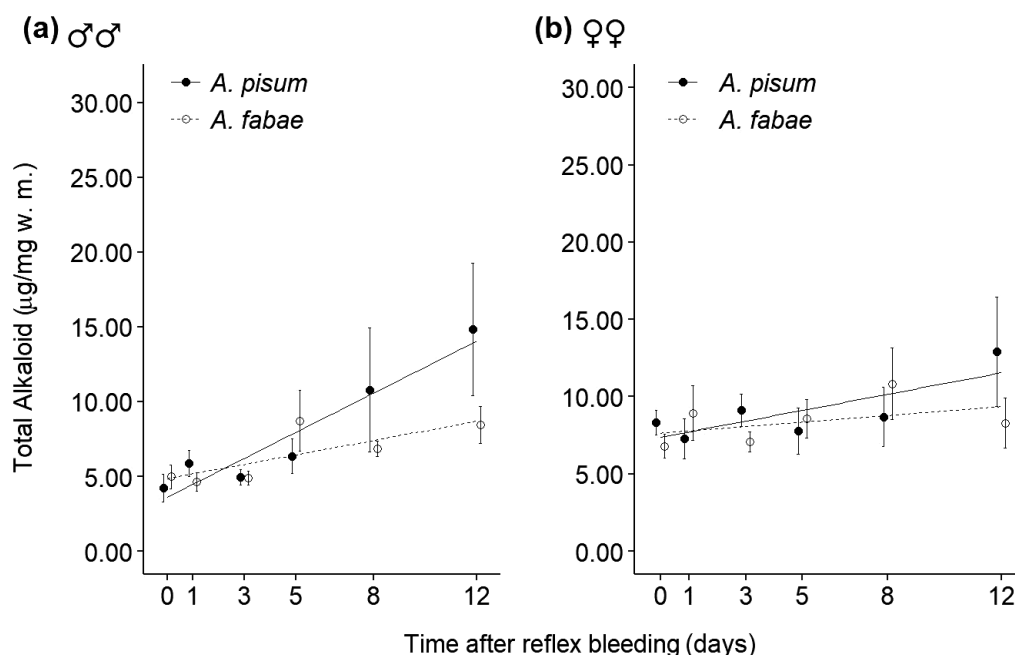 (a) ♂♂
A. pisum
A. fabae
30.00
25.00
20.00
15.00
10.00
5.00
0.00
0 1 3 5 8 12
(b) ♀♀
A. pisum
A. fabae
30.00
25.00
20.00
15.00
10.00
5.00
0.00
0 1 3 5 8 12
Total Alkaloid (μg/mg w. m.)
Time after reflex bleeding (days)